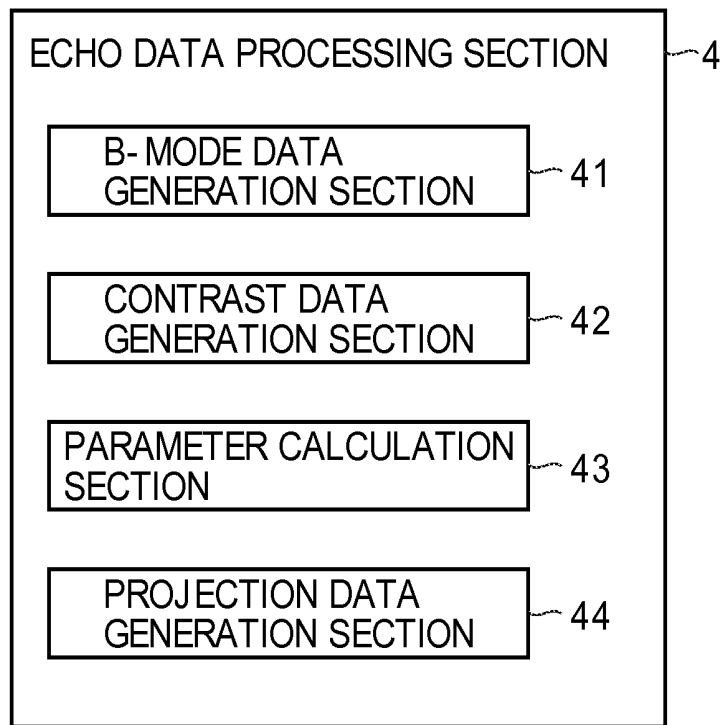 ECHO DATA PROCESSING SECTION 4
B-MODE DATA
GENERATION SECTION 41
CONTRAST DATA
GENERATION SECTION 42
PARAMETER CALCULATION
SECTION 43
PROJECTION DATA
GENERATION SECTION 44